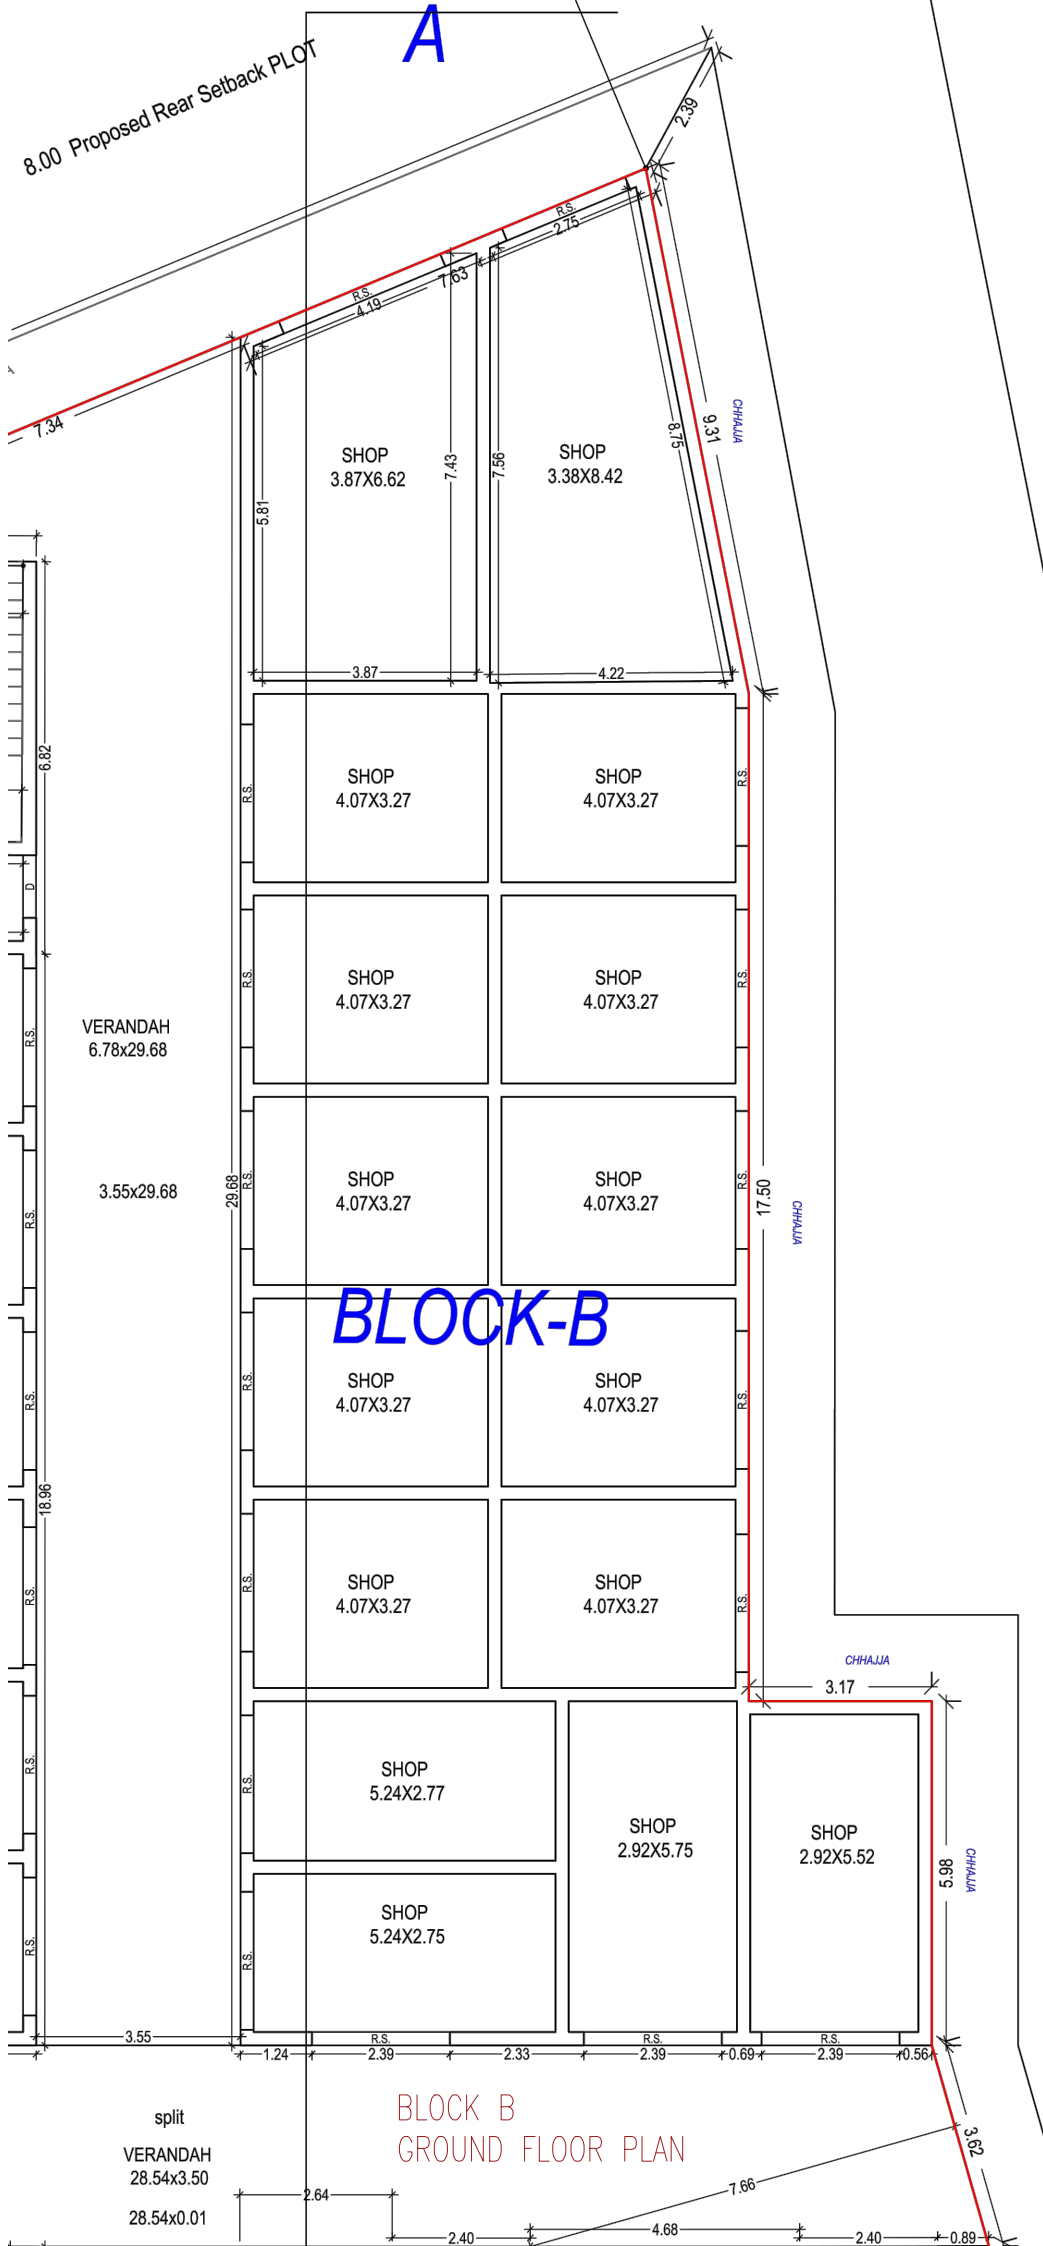 A
8.00 Proposed Rear Setback PLOT
2.39
R.S.
2.75
7.63
R.S.
4.19
7.34
CHHAJJA
9.31
8.75
SHOP
3.87X6.62
7.43
7.56
SHOP
3.38X8.42
5.81
3.87
4.22
6.82
R.S.
SHOP
4.07X3.27
SHOP
4.07X3.27
R.S.
D
R.S.
SHOP
4.07X3.27
SHOP
4.07X3.27
R.S.
VERANDAH
6.78x29.68
R.S.
3.55x29.68
29.68
R.S.
SHOP
4.07X3.27
SHOP
4.07X3.27
R.S.
17.50
CHHAJJA
R.S.
BLOCK-B
R.S.
SHOP
4.07X3.27
SHOP
4.07X3.27
R.S.
R.S.
18.96
R.S.
SHOP
4.07X3.27
SHOP
4.07X3.27
R.S.
R.S.
CHHAJJA
3.17
R.S.
SHOP
5.24X2.77
R.S.
SHOP
2.92X5.75
SHOP
2.92X5.52
5.98
CHHAJJA
SHOP
5.24X2.75
R.S.
R.S.
3.55
R.S.
R.S.
R.S.
1.24
2.39
2.33
2.39
0.69
2.39
0.56
split
BLOCK B
GROUND FLOOR PLAN
VERANDAH
28.54x3.50
28.54x0.01
3.62
7.66
2.64
4.68
2.40
2.40
0.89